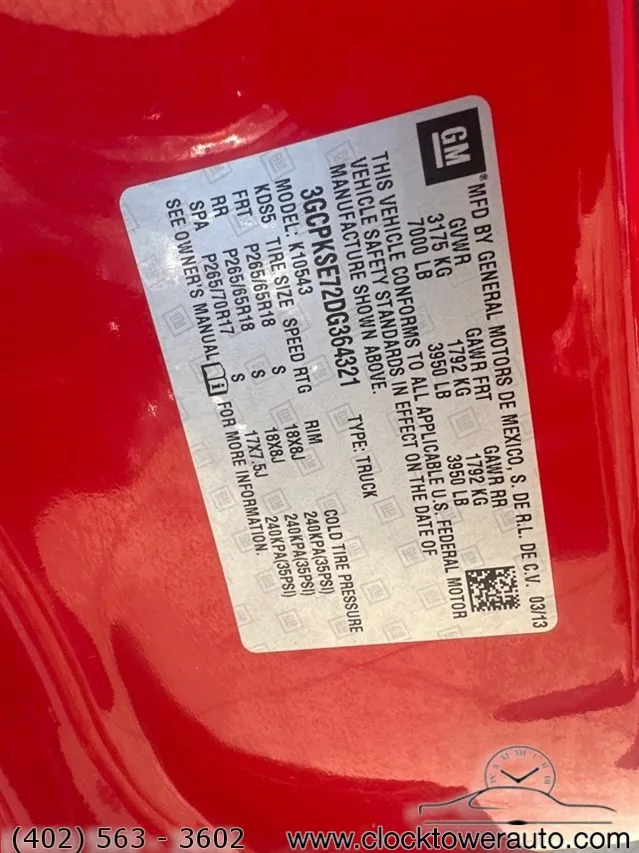 GM
® MFD BY GENERAL MOTORS DE MEXICO, S. DE R.L. DE C.V. 03/13
GVWR GAWR FRT GAWR RR
3175 KG 1792 KG 1792 KG
7000 LB 3950 LB 3950 LB
THIS VEHICLE CONFORMS TO ALL APPLICABLE U.S. FEDERAL MOTOR
VEHICLE SAFETY STANDARDS IN EFFECT ON THE DATE OF
MANUFACTURE SHOWN ABOVE.
3GCPKSE72DG364321 TYPE: TRUCK
MODEL: K10543 COLD TIRE PRESSURE
KDS5 TIRE SIZE SPEED RTG RIM
FRT P265/65R18 S 18X8J 240KPA(35PSI)
RR P265/65R18 S 18X8J 240KPA(35PSI)
SPA P265/70R17 S 17X7.5J 240KPA(35PSI)
SEE OWNER'S MANUAL FOR MORE INFORMATION.
(402) 563 - 3602 www.clocktowerauto.com